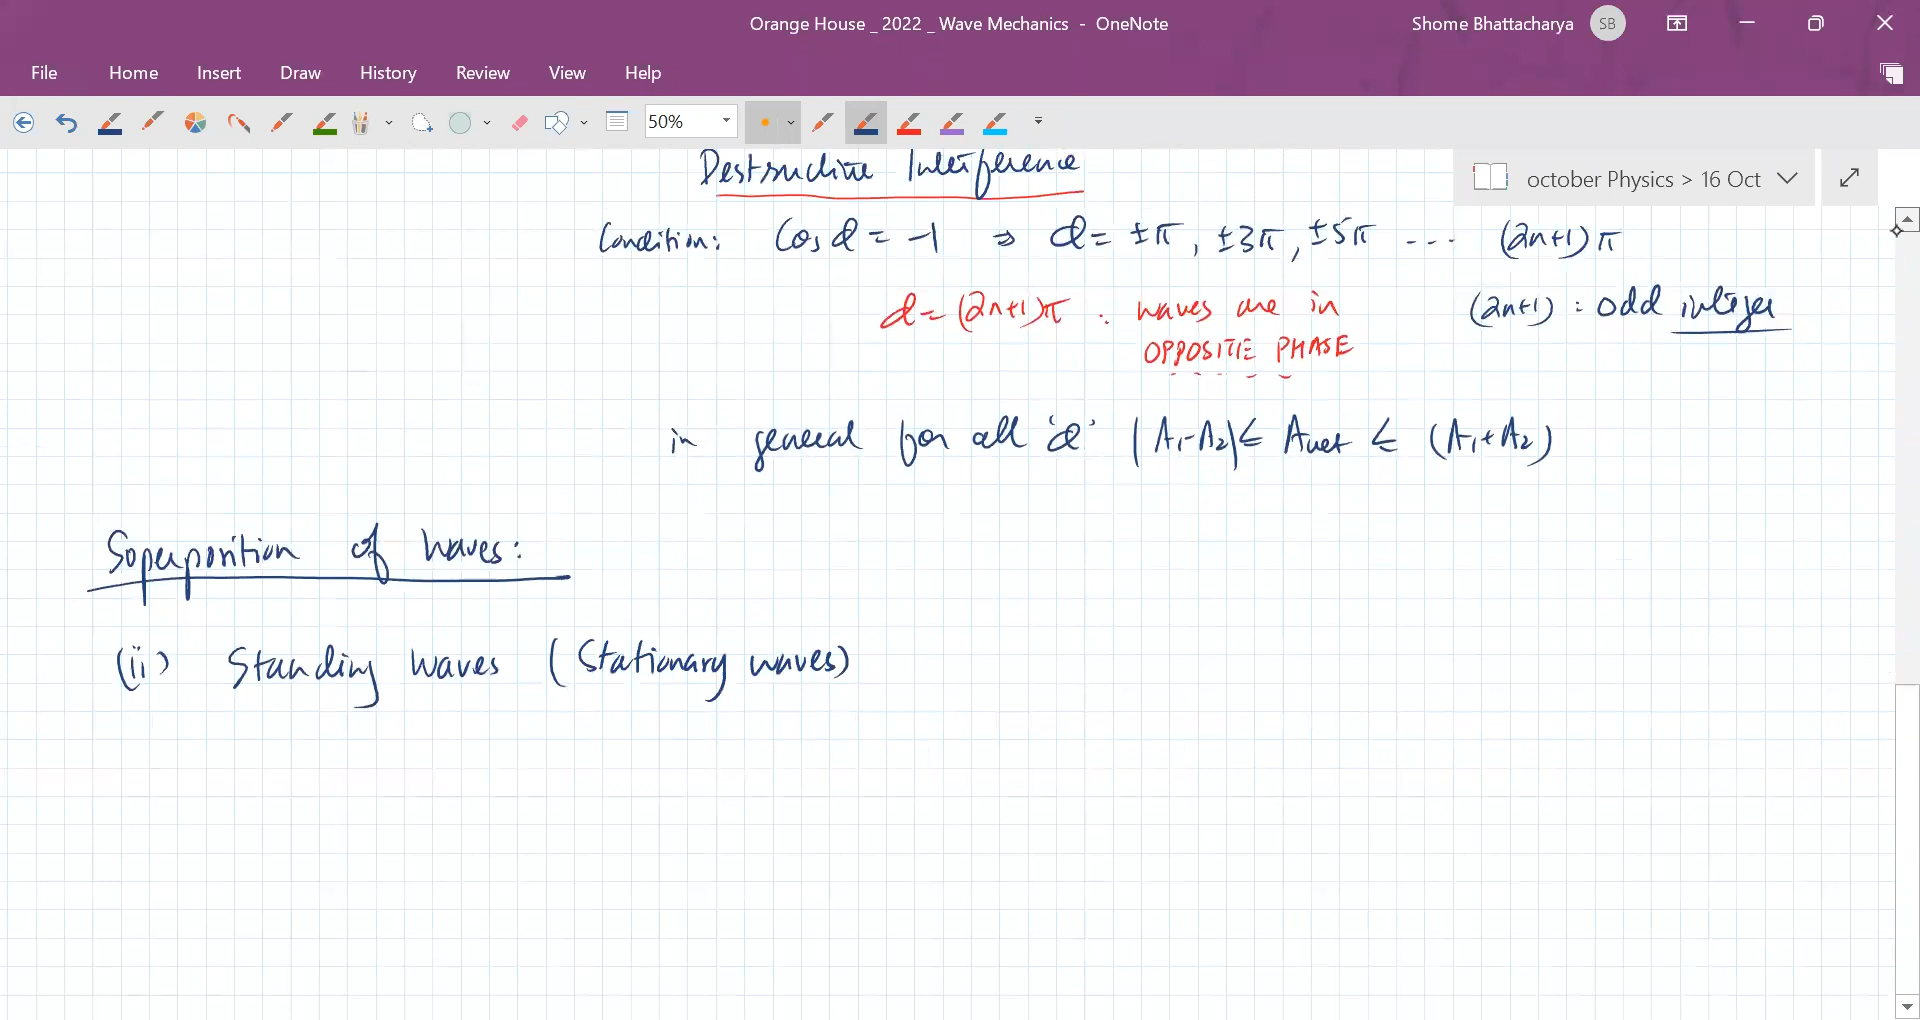 Orange House _ 2022 _ Wave Mechanics - OneNote
Shome Bhattacharya SB
File Home Insert Draw History Review View Help
50%
october Physics > 16 Oct
Destructive Interference
Condition: Cos d = -1 ⇒ d = ±π, ±3π, ±5π --- (2n+1)π
d = (2n+1)π : waves are in
OPPOSITE PHASE
(2n+1) : odd integer
in general for all 'd' |A₁-A₂| ≤ Anet ≤ (A₁+A₂)
Superposition of Waves:
(ii) Standing waves (Stationary waves)